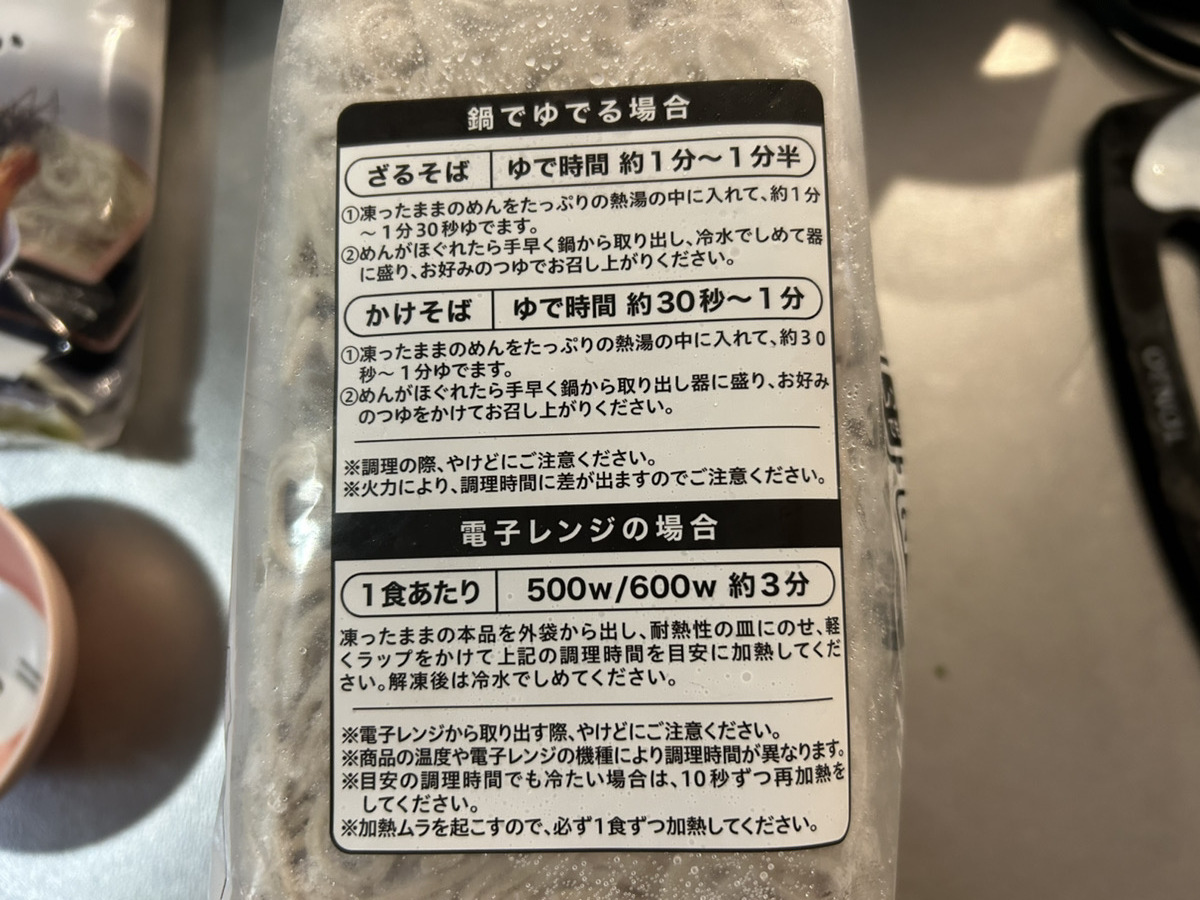 鍋でゆでる場合
ざるそば ゆで時間 約1分〜1分半
①凍ったままのめんをたっぷりの熱湯の中に入れて、約1分
〜1分30秒ゆでます。
②めんがほぐれたら手早く鍋から取り出し、冷水でしめて器
に盛り、お好みのつゆでお召し上がりください。
かけそば ゆで時間 約30秒〜1分
①凍ったままのめんをたっぷりの熱湯の中に入れて、約30
秒〜1分ゆでます。
②めんがほぐれたら手早く鍋から取り出し器に盛り、お好み
のつゆをかけてお召し上がりください。
※調理の際、やけどにご注意ください。
※火力により、調理時間に差が出ますのでご注意ください。
電子レンジの場合
1食あたり 500w/600w 約3分
凍ったままの本品を外袋から出し、耐熱性の皿にのせ、軽
くラップをかけて上記の調理時間を目安に加熱してくだ
さい。解凍後は冷水でしめてください。
※電子レンジから取り出す際、やけどにご注意ください。
※商品の温度や電子レンジの機種により調理時間が異なります。
※目安の調理時間でも冷たい場合は、10秒ずつ再加熱を
してください。
※加熱ムラを起こすので、必ず1食ずつ加熱してください。